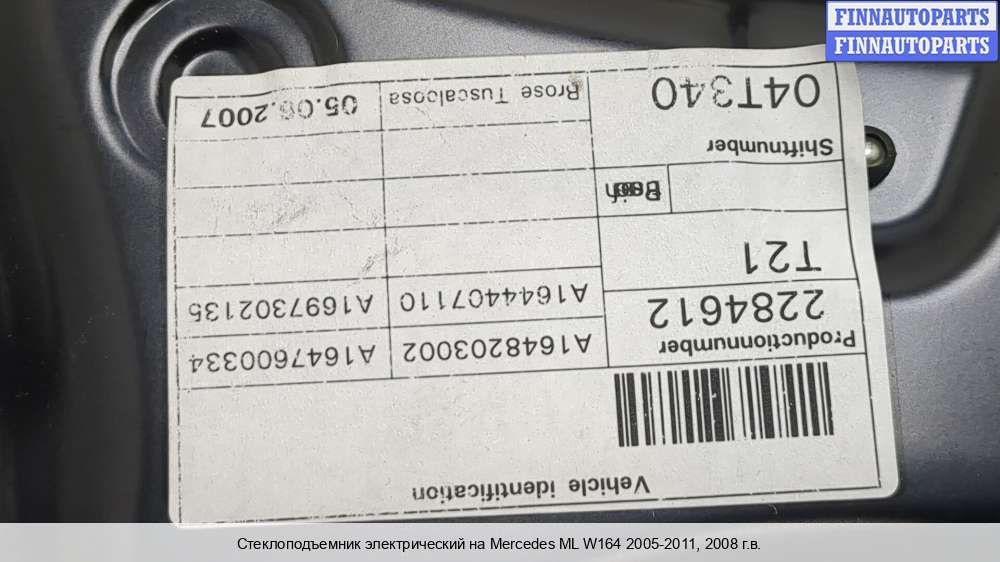 FINNAUTOPARTS
FINNAUTOPARTS
Vehicle identification
Productionnumber
2284612
A1648203002 A1647600334
A1644407110 A1697302135
T21
Shiftnumber
04T340
Brose Tuscaloosa 05.06.2007
Стеклоподъемник электрический на Mercedes ML W164 2005-2011, 2008 г.в.